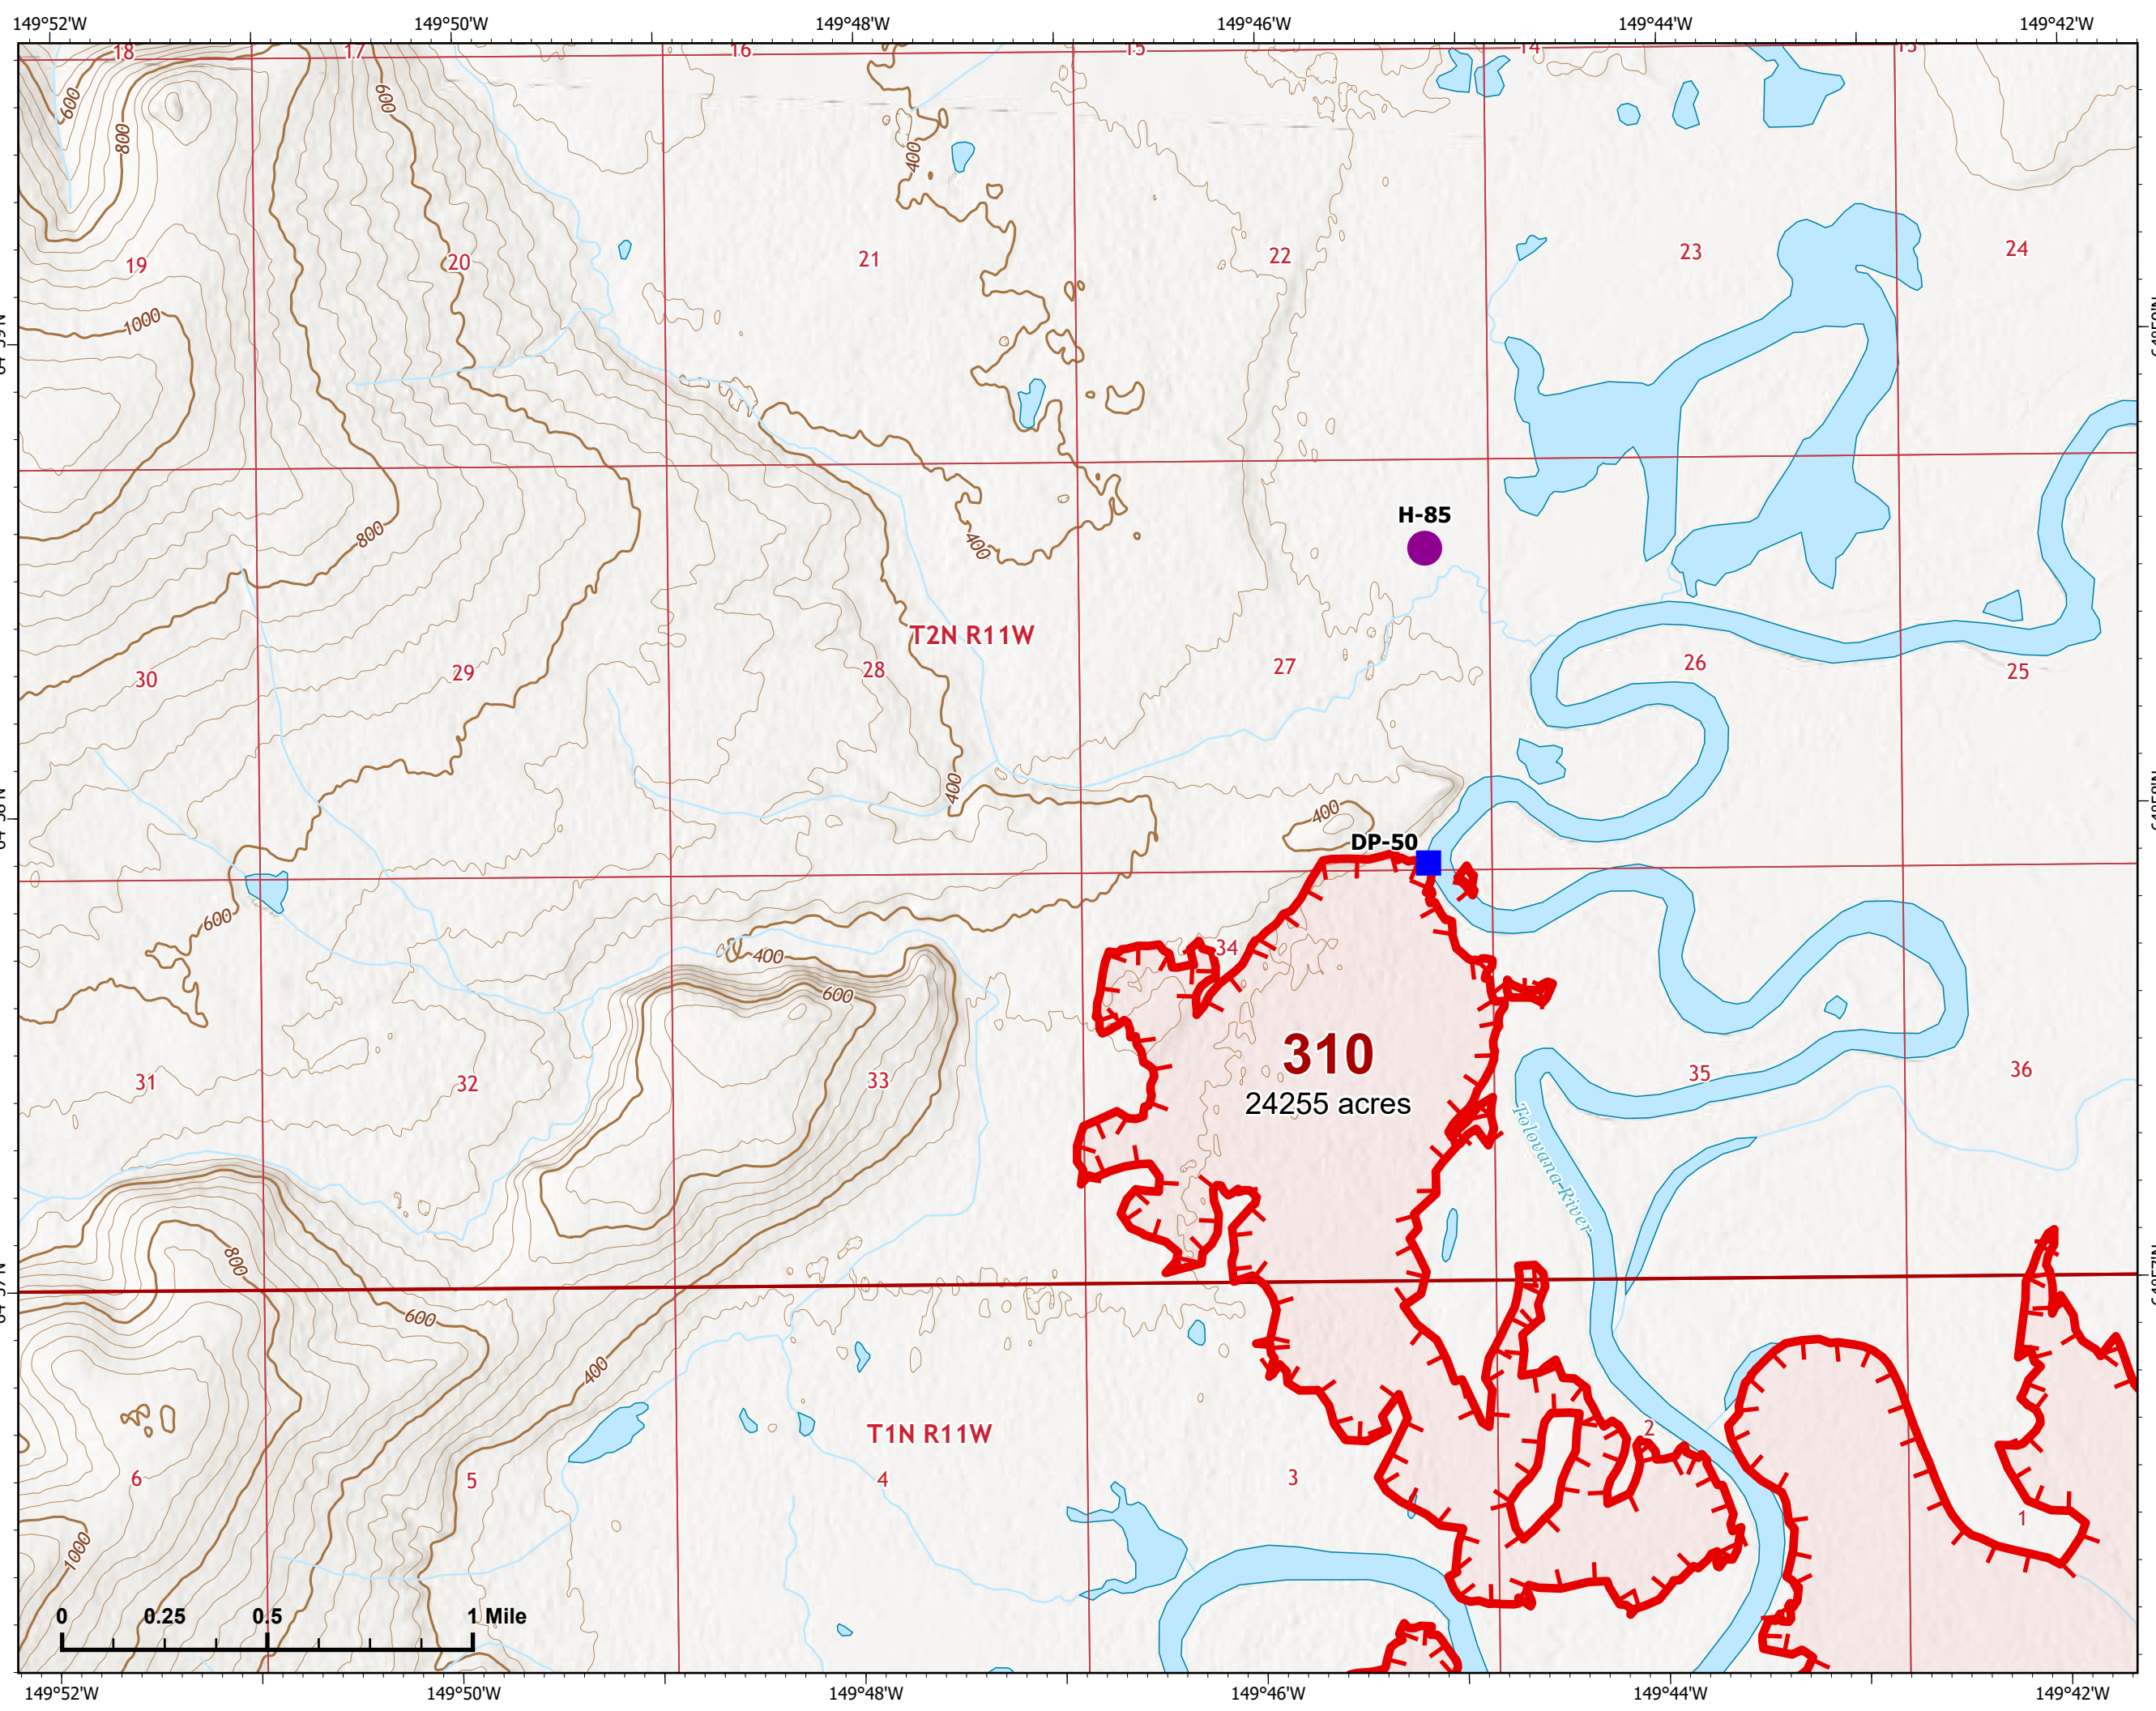 149°52'W 149°50'W 149°48'W 149°46'W 149°44'W 149°42'W
18 17 16 15 14 13
600 600
800 400
19 20 21 22 23 24
1000
H-85
800 400
T2N R11W
30 29 28 27 26 25
400 400
DP-50
600 400 34
600
310
31 32 33 35 36
24255 acres
Tolovana River
800
600
400
T1N R11W 2
6 5 4 3 1
1000
0 0.25 0.5 1 Mile
149°52'W 149°50'W 149°48'W 149°46'W 149°44'W 149°42'W